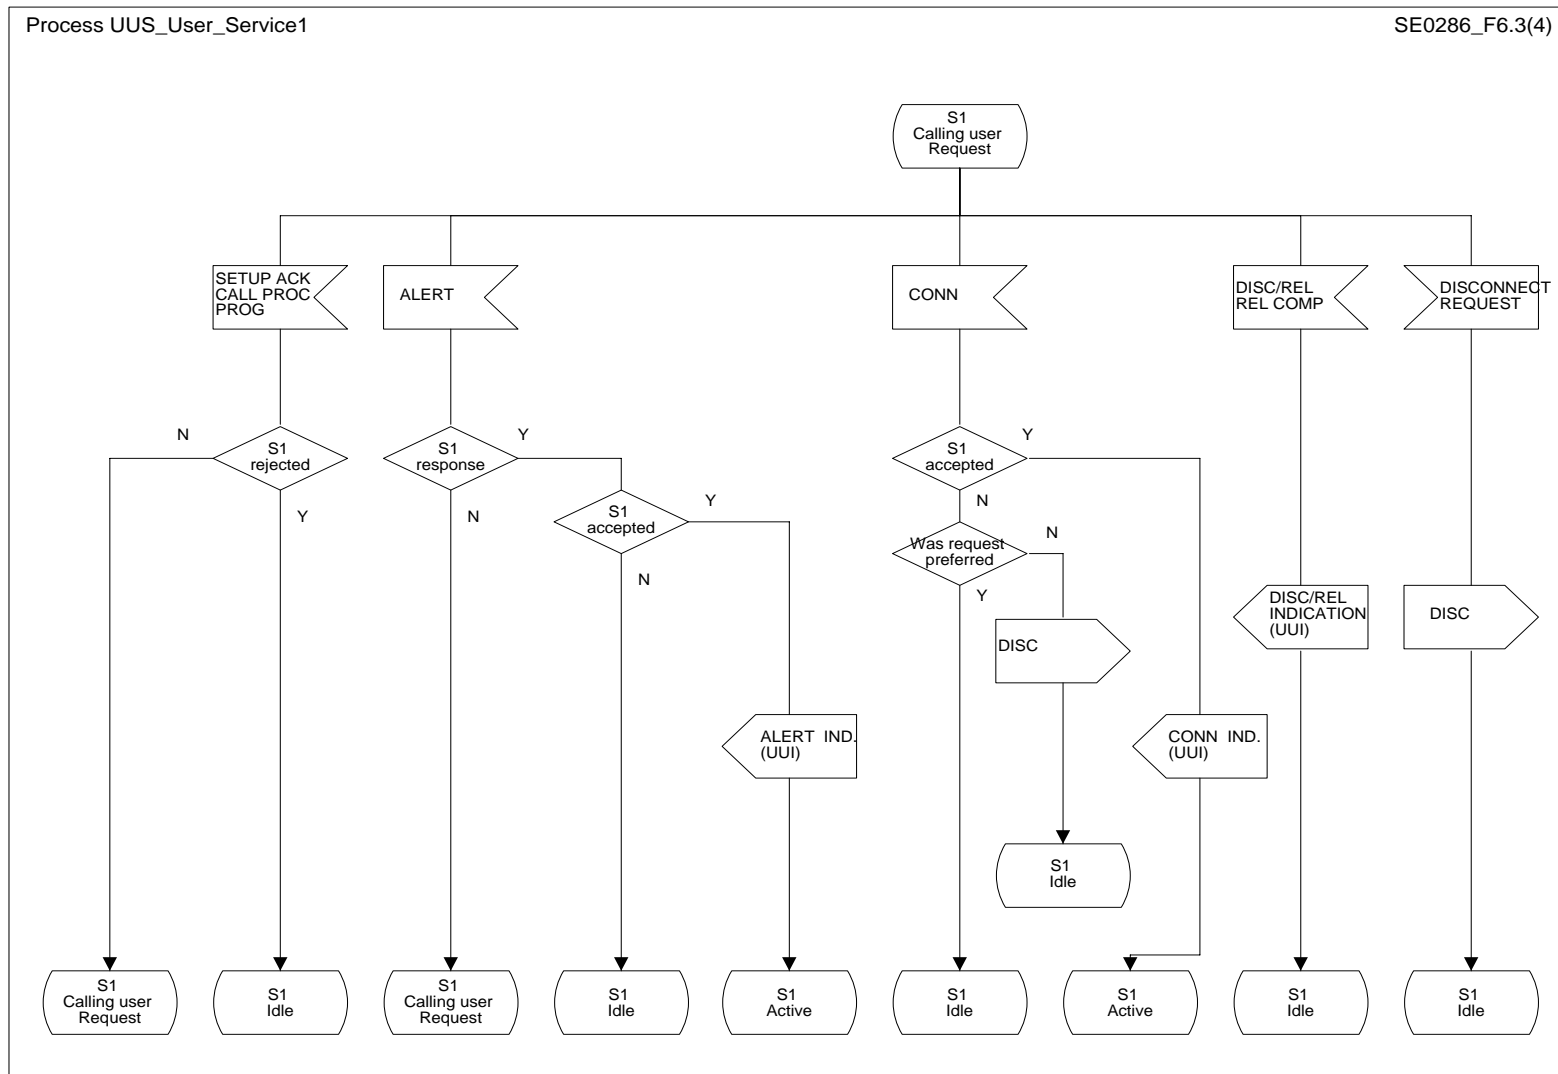 Process UUS_User_Service1
SE0286_F6.3(4)
S1
Calling user
Request
SETUP ACK
CALL PROC
PROG
ALERT
CONN
DISC/REL
REL COMP
DISCONNECT
REQUEST
N
S1
rejected
Y
S1
response
Y
N
S1
accepted
Y
N
S1
accepted
Y
N
Was request
preferred
N
Y
DISC
DISC/REL
INDICATION
(UUI)
DISC
ALERT IND.
(UUI)
CONN IND.
(UUI)
S1
Idle
S1
Calling user
Request
S1
Idle
S1
Calling user
Request
S1
Idle
S1
Active
S1
Idle
S1
Active
S1
Idle
S1
Idle